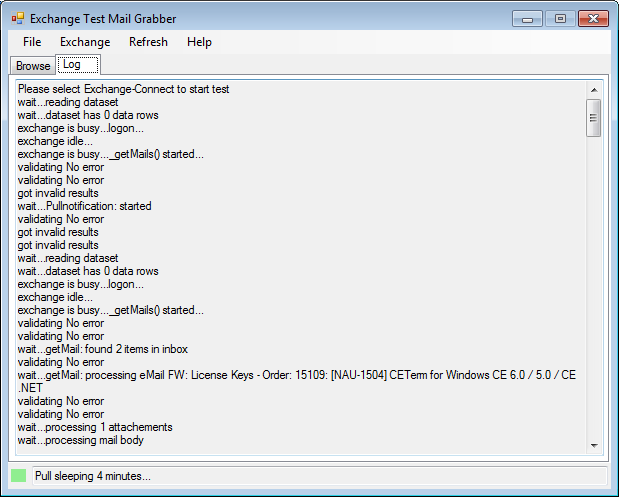 Exchange Test Mail Grabber
File Exchange Refresh Help
Browse Log
Please select Exchange-Connect to start test
wait...reading dataset
wait...dataset has 0 data rows
exchange is busy...logon...
exchange idle...
exchange is busy..._getMails() started...
validating No error
validating No error
got invalid results
wait...Pullnotification: started
validating No error
got invalid results
got invalid results
wait...reading dataset
wait...dataset has 0 data rows
exchange is busy...logon...
exchange idle...
exchange is busy..._getMails() started...
validating No error
validating No error
wait...getMail: found 2 items in inbox
validating No error
wait...getMail: processing eMail FW: License Keys - Order: 15109: [NAU-1504] CETerm for Windows CE 6.0 / 5.0 / CE
.NET
validating No error
validating No error
wait...processing 1 attachements
wait...processing mail body
Pull sleeping 4 minutes...